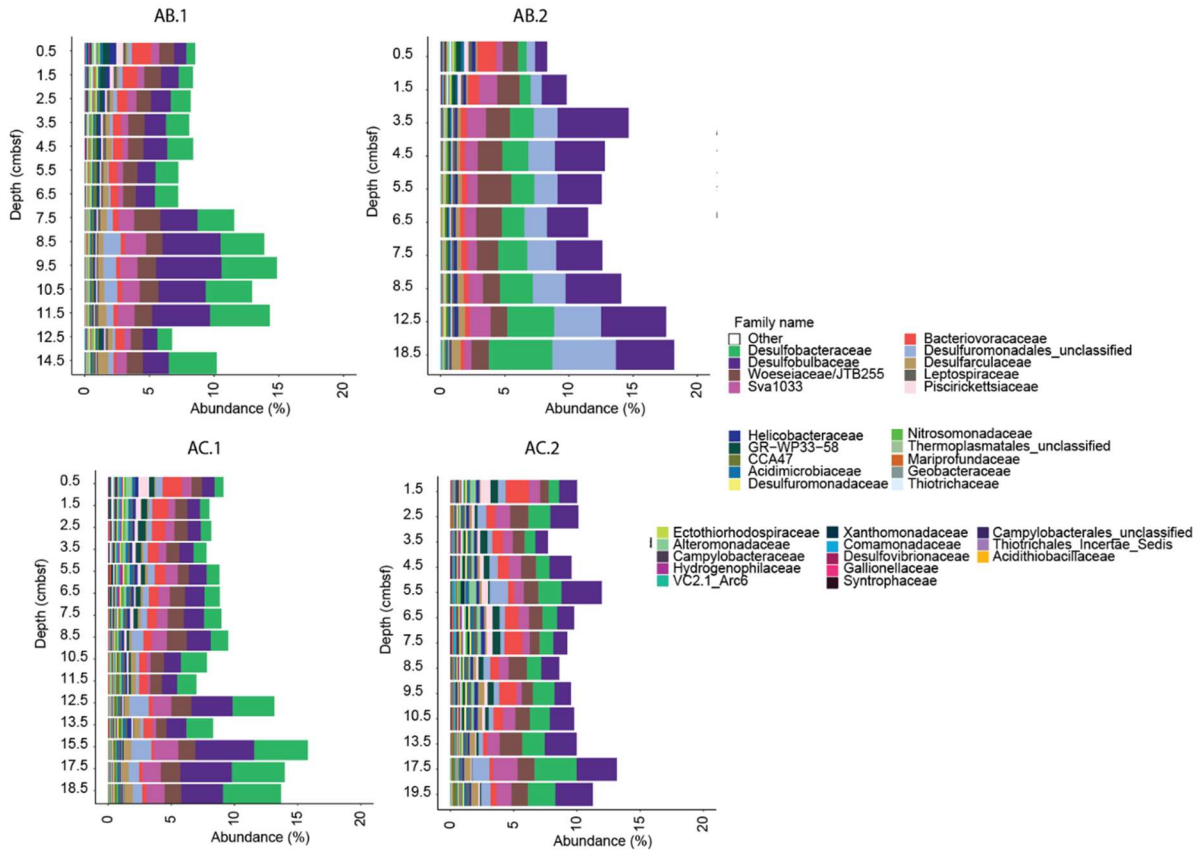 AB.1
Depth (cmbsf)
0.5
1.5
2.5
3.5
4.5
5.5
6.5
7.5
8.5
9.5
10.5
11.5
12.5
14.5
0 5 10 15 20
Abundance (%)
AB.2
Depth (cmbsf)
0.5
1.5
3.5
4.5
5.5
6.5
7.5
8.5
12.5
18.5
0 5 10 15 20
Abundance (%)
Family name
Other
Desulfobacteraceae
Desulfobulbaceae
Woeseiaceae/JTB255
Sva1033
Bacteriovoracaceae
Desulfuromonadales_unclassified
Desulfarculaceae
Leptospiraceae
Piscirickettsiaceae
Helicobacteraceae
GR-WP33-58
CCA47
Acidimicrobiaceae
Desulfuromonadaceae
Nitrosomonadaceae
Thermoplasmatales_unclassified
Mariprofundaceae
Geobacteraceae
Thiotrichaceae
Ectothiorhodospiraceae
Alteromonadaceae
Campylobacteraceae
Hydrogenophilaceae
VC2.1_Arc6
Xanthomonadaceae
Comamonadaceae
Desulfovibrionaceae
Gallionellaceae
Syntrophaceae
Campylobacterales_unclassified
Thiotrichales_Incertae_Sedis
Acidithiobacillaceae
AC.1
Depth (cmbsf)
0.5
1.5
2.5
3.5
5.5
6.5
7.5
8.5
10.5
11.5
12.5
13.5
15.5
17.5
18.5
0 5 10 15 20
Abundance (%)
AC.2
Depth (cmbsf)
1.5
2.5
3.5
4.5
5.5
6.5
7.5
8.5
9.5
10.5
13.5
17.5
19.5
0 5 10 15 20
Abundance (%)